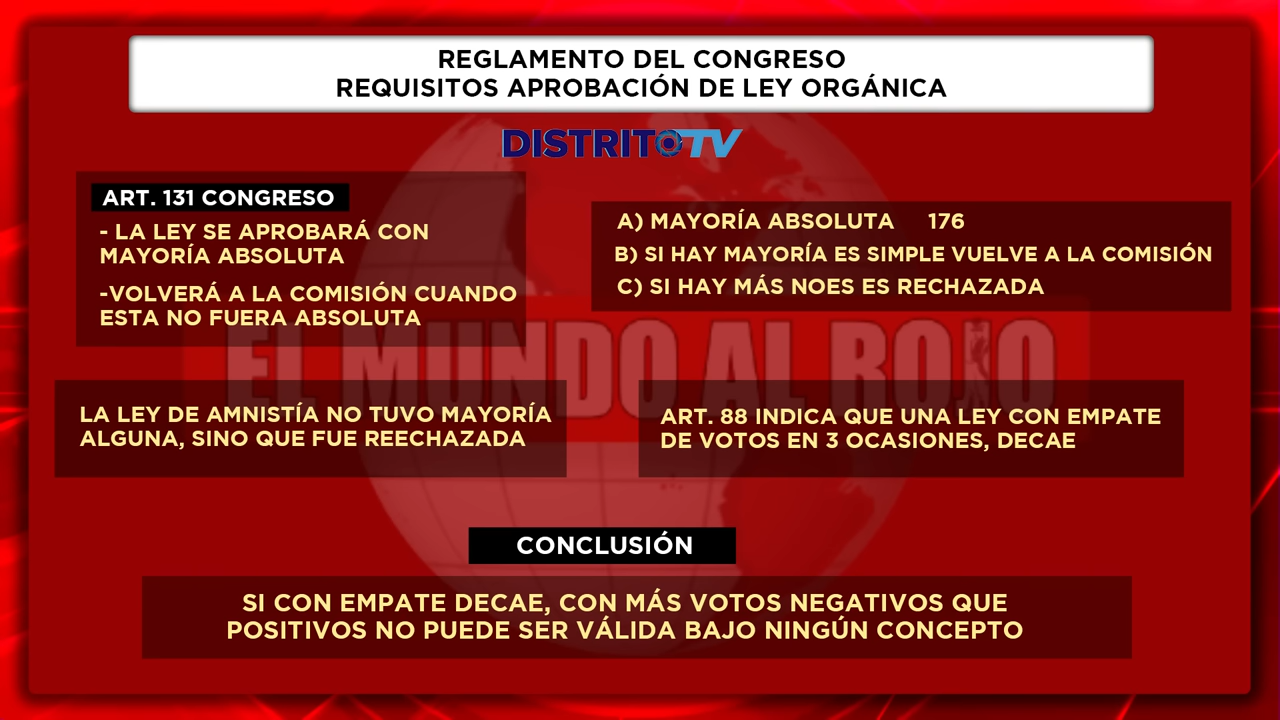 REGLAMENTO DEL CONGRESO
REQUISITOS APROBACIÓN DE LEY ORGÁNICA
DISTRITOTV
ART. 131 CONGRESO
- LA LEY SE APROBARÁ CON
MAYORÍA ABSOLUTA
-VOLVERÁ A LA COMISIÓN CUANDO
ESTA NO FUERA ABSOLUTA
A) MAYORÍA ABSOLUTA 176
B) SI HAY MAYORÍA ES SIMPLE VUELVE A LA COMISIÓN
C) SI HAY MÁS NOES ES RECHAZADA
EL MUNDO AL ROJO
LA LEY DE AMNISTÍA NO TUVO MAYORÍA
ALGUNA, SINO QUE FUE REECHAZADA
ART. 88 INDICA QUE UNA LEY CON EMPATE
DE VOTOS EN 3 OCASIONES, DECAE
CONCLUSIÓN
SI CON EMPATE DECAE, CON MÁS VOTOS NEGATIVOS QUE
POSITIVOS NO PUEDE SER VÁLIDA BAJO NINGÚN CONCEPTO